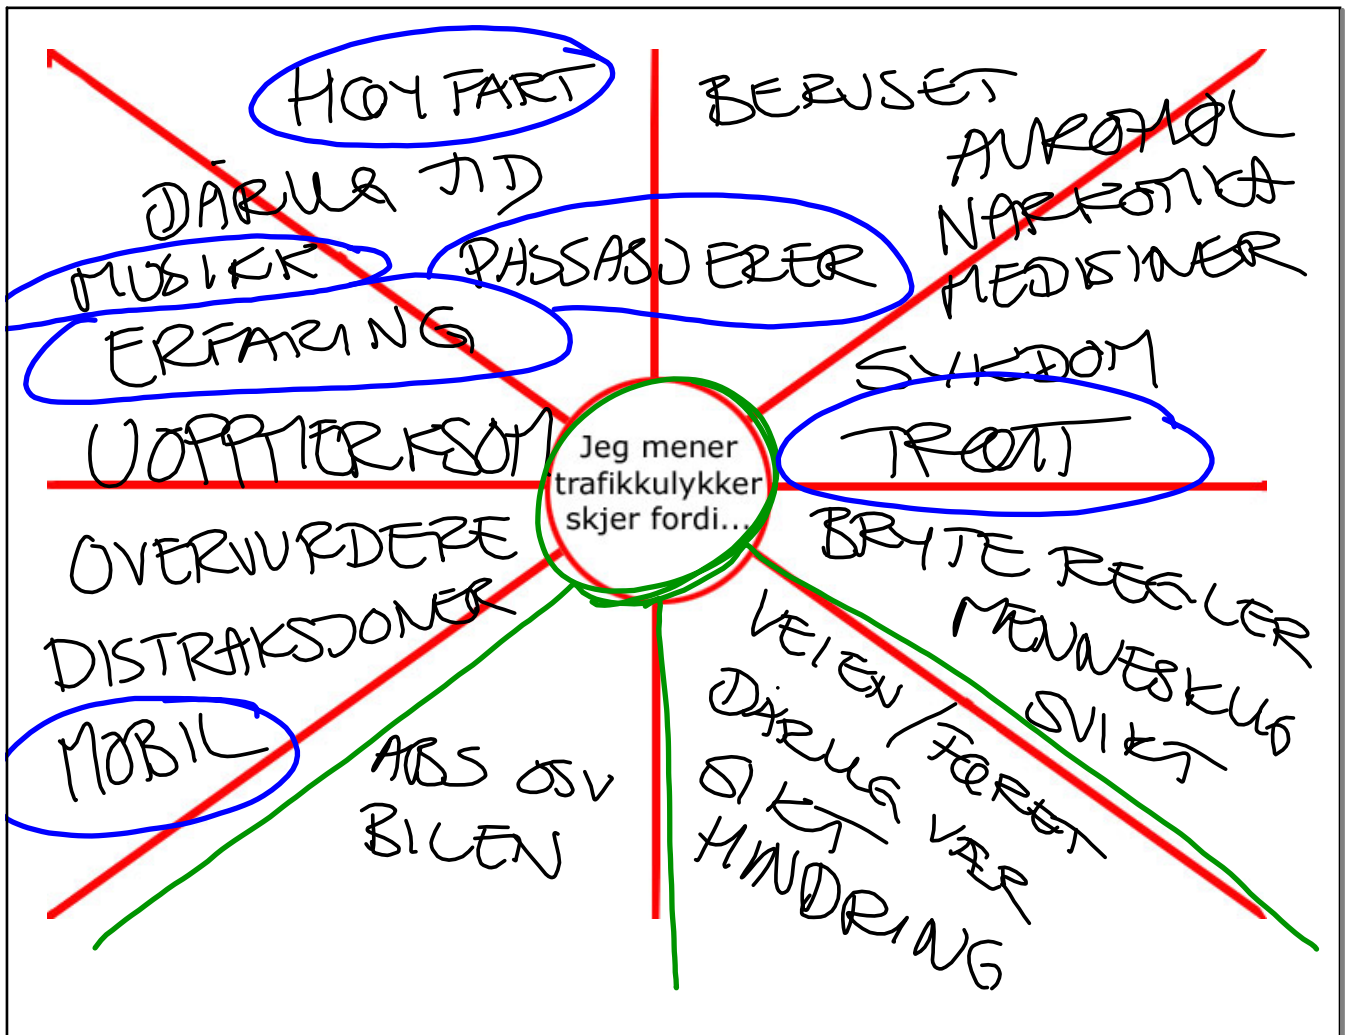 HØY FART
BERUSET
DÅRLIG TID
ALKOHOL
NARKOTIKA
MEDISINER
MUSIKK
PASSASJERER
ERFARING
SYKDOM
UOPPMERKSOM
TRØTT
Jeg mener
trafikkulykker
skjer fordi...
OVERVURDERE
BRYTE REGLER
DISTRAKSJONER
MENNESKLIG
SVIKT
MOBIL
VEIEN / FØRET
DÅRLIG VÆR
SIKT
HINDRING
ABS OSV
BILEN